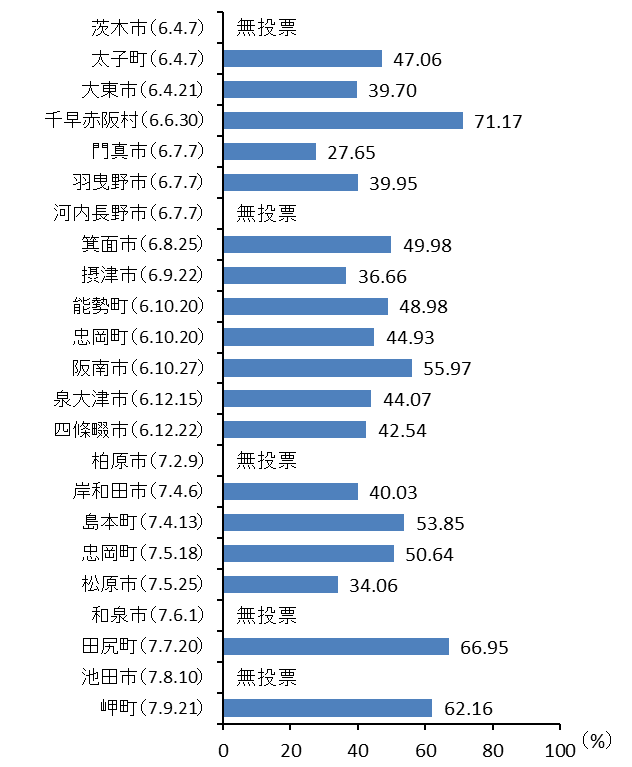 茨木市(6.4.7) 無投票
太子町(6.4.7) 47.06
大東市(6.4.21) 39.70
千早赤阪村(6.6.30) 71.17
門真市(6.7.7) 27.65
羽曳野市(6.7.7) 39.95
河内長野市(6.7.7) 無投票
箕面市(6.8.25) 49.98
摂津市(6.9.22) 36.66
能勢町(6.10.20) 48.98
忠岡町(6.10.20) 44.93
阪南市(6.10.27) 55.97
泉大津市(6.12.15) 44.07
四條畷市(6.12.22) 42.54
柏原市(7.2.9) 無投票
岸和田市(7.4.6) 40.03
島本町(7.4.13) 53.85
忠岡町(7.5.18) 50.64
松原市(7.5.25) 34.06
和泉市(7.6.1) 無投票
田尻町(7.7.20) 66.95
池田市(7.8.10) 無投票
岬町(7.9.21) 62.16
0 20 40 60 80 100 (%)